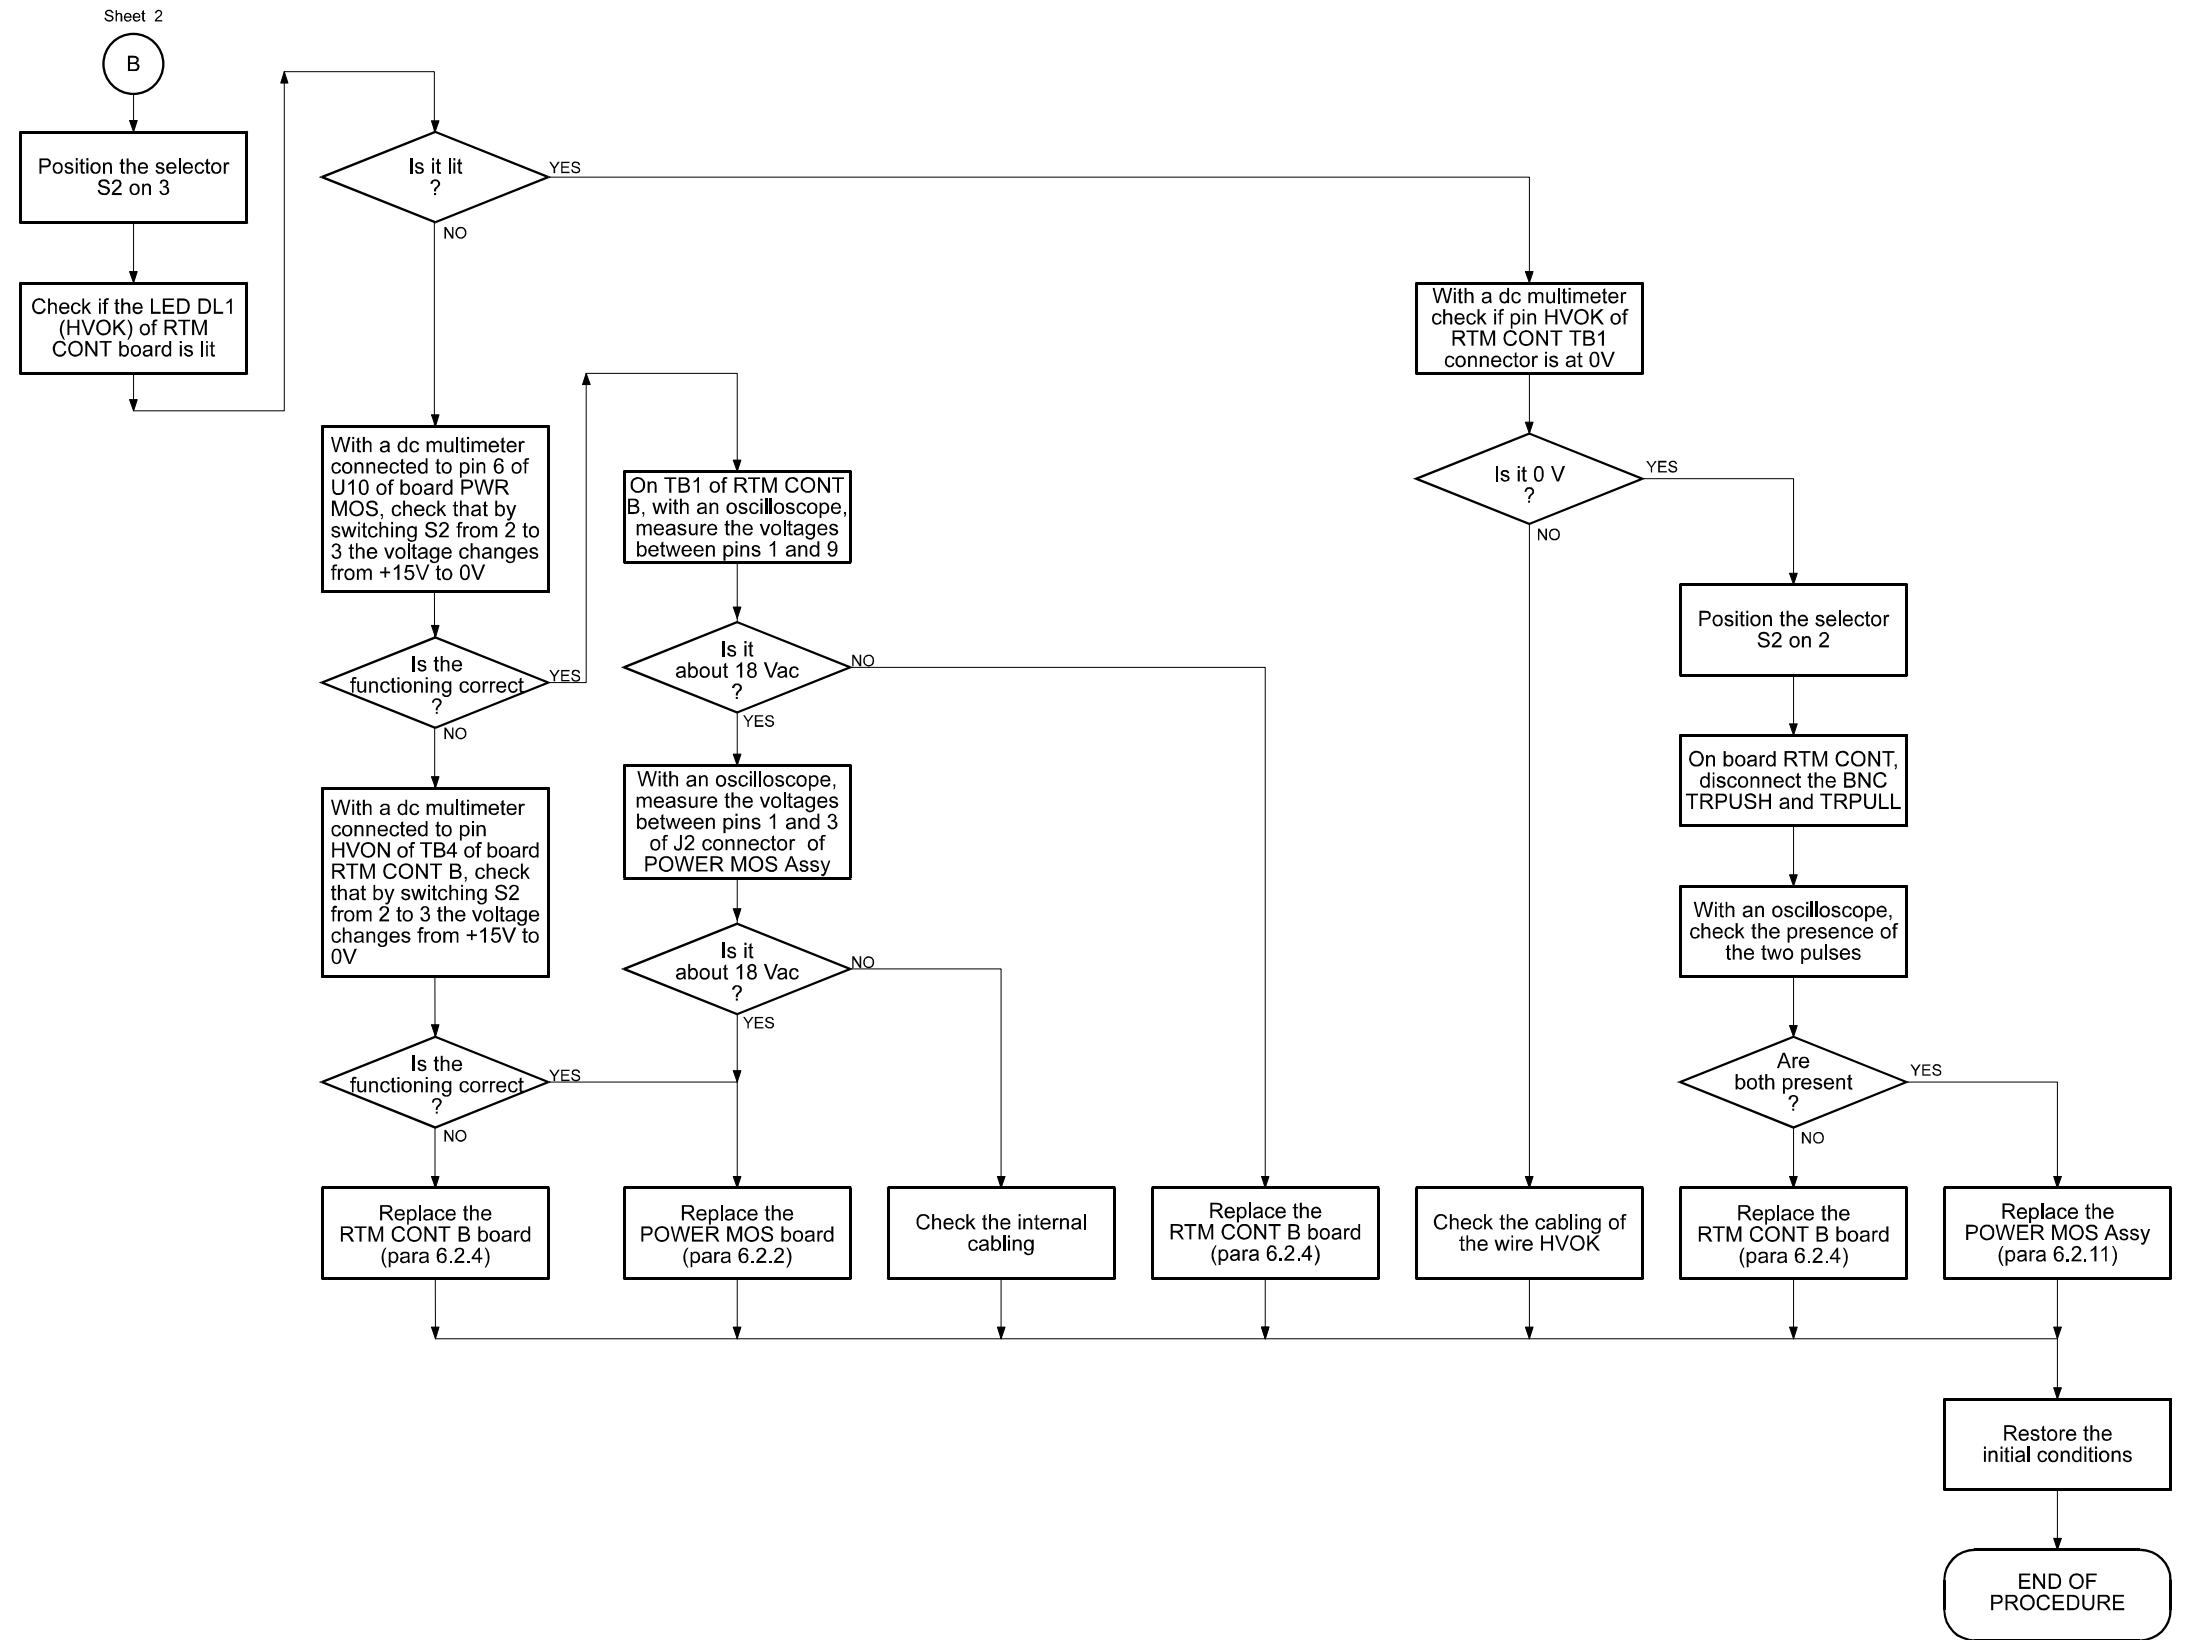 Sheet 2
B
Position the selector
S2 on 3
Check if the LED DL1
(HVOK) of RTM
CONT board is lit
Is it lit
?
YES
NO
With a dc multimeter
connected to pin 6 of
U10 of board PWR
MOS, check that by
switching S2 from 2 to
3 the voltage changes
from +15V to 0V
Is the
functioning correct
?
YES
NO
With a dc multimeter
connected to pin
HVON of TB4 of board
RTM CONT B, check
that by switching S2
from 2 to 3 the voltage
changes from +15V to
0V
Is the
functioning correct
?
YES
NO
Replace the
RTM CONT B board
(para 6.2.4)
On TB1 of RTM CONT
B, with an oscilloscope,
measure the voltages
between pins 1 and 9
Is it
about 18 Vac
?
NO
YES
With an oscilloscope,
measure the voltages
between pins 1 and 3
of J2 connector of
POWER MOS Assy
Is it
about 18 Vac
?
NO
YES
Replace the
POWER MOS board
(para 6.2.2)
Check the internal
cabling
Replace the
RTM CONT B board
(para 6.2.4)
With a dc multimeter
check if pin HVOK of
RTM CONT TB1
connector is at 0V
Is it 0 V
?
YES
NO
Check the cabling of
the wire HVOK
Position the selector
S2 on 2
On board RTM CONT,
disconnect the BNC
TRPUSH and TRPULL
With an oscilloscope,
check the presence of
the two pulses
Are
both present
?
YES
NO
Replace the
RTM CONT B board
(para 6.2.4)
Replace the
POWER MOS Assy
(para 6.2.11)
Restore the
initial conditions
END OF
PROCEDURE